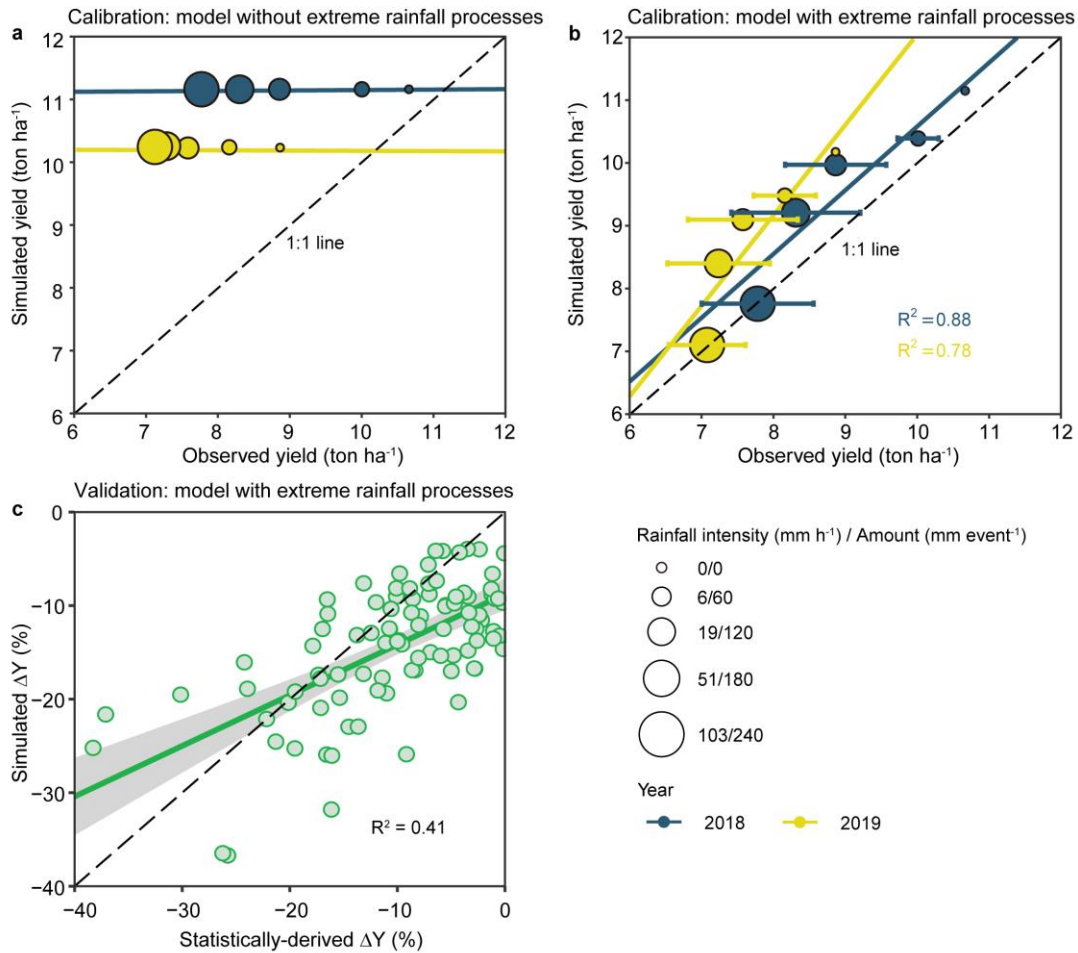 Calibration: model without extreme rainfall processes
a
12
11
10
9
8
7
6
Simulated yield (ton ha⁻¹)
1:1 line
6 7 8 9 10 11 12
Observed yield (ton ha⁻¹)
Calibration: model with extreme rainfall processes
b
12
11
10
9
8
7
6
Simulated yield (ton ha⁻¹)
1:1 line
R² = 0.88
R² = 0.78
6 7 8 9 10 11 12
Observed yield (ton ha⁻¹)
Validation: model with extreme rainfall processes
c
0
−10
−20
−30
−40
Simulated ΔY (%)
R² = 0.41
−40 −30 −20 −10 0
Statistically-derived ΔY (%)
Rainfall intensity (mm h⁻¹) / Amount (mm event⁻¹)
0/0
6/60
19/120
51/180
103/240
Year
2018 2019